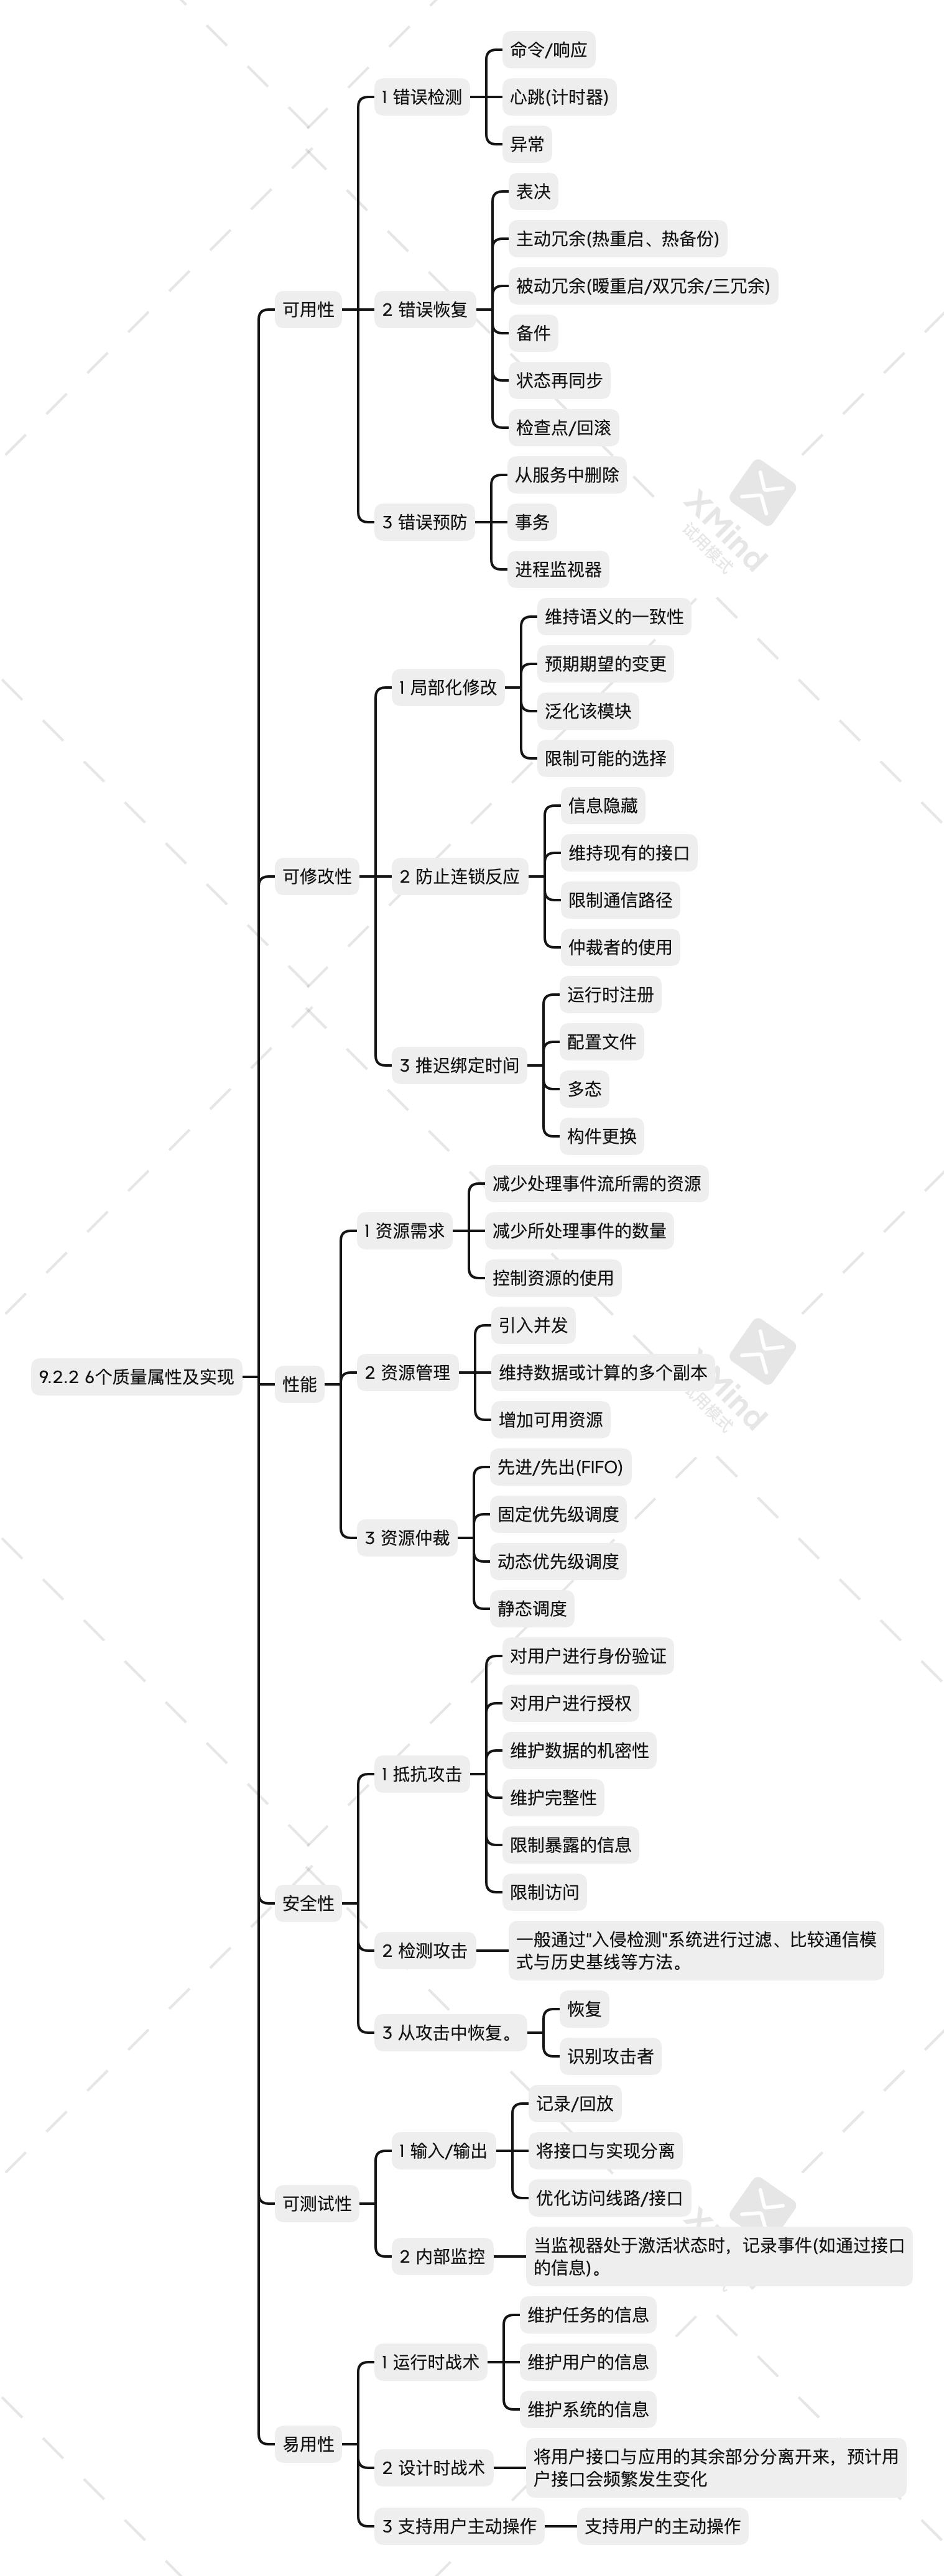 9.2.2 6个质量属性及实现
可用性
1 错误检测
命令/响应
心跳(计时器)
异常
2 错误恢复
表决
主动冗余(热重启、热备份)
被动冗余(暖重启/双冗余/三冗余)
备件
状态再同步
检查点/回滚
3 错误预防
从服务中删除
事务
进程监视器
可修改性
1 局部化修改
维持语义的一致性
预期期望的变更
泛化该模块
限制可能的选择
2 防止连锁反应
信息隐藏
维持现有的接口
限制通信路径
仲裁者的使用
3 推迟绑定时间
运行时注册
配置文件
多态
构件更换
性能
1 资源需求
减少处理事件流所需的资源
减少所处理事件的数量
控制资源的使用
2 资源管理
引入并发
维持数据或计算的多个副本
增加可用资源
3 资源仲裁
先进/先出(FIFO)
固定优先级调度
动态优先级调度
静态调度
安全性
1 抵抗攻击
对用户进行身份验证
对用户进行授权
维护数据的机密性
维护完整性
限制暴露的信息
限制访问
2 检测攻击
一般通过"入侵检测"系统进行过滤、比较通信模
式与历史基线等方法。
3 从攻击中恢复。
恢复
识别攻击者
可测试性
1 输入/输出
记录/回放
将接口与实现分离
优化访问线路/接口
2 内部监控
当监视器处于激活状态时，记录事件(如通过接口
的信息)。
易用性
1 运行时战术
维护任务的信息
维护用户的信息
维护系统的信息
2 设计时战术
将用户接口与应用的其余部分分离开来，预计用
户接口会频繁发生变化
3 支持用户主动操作
支持用户的主动操作
XMind
试用模式
Mind
试用模式